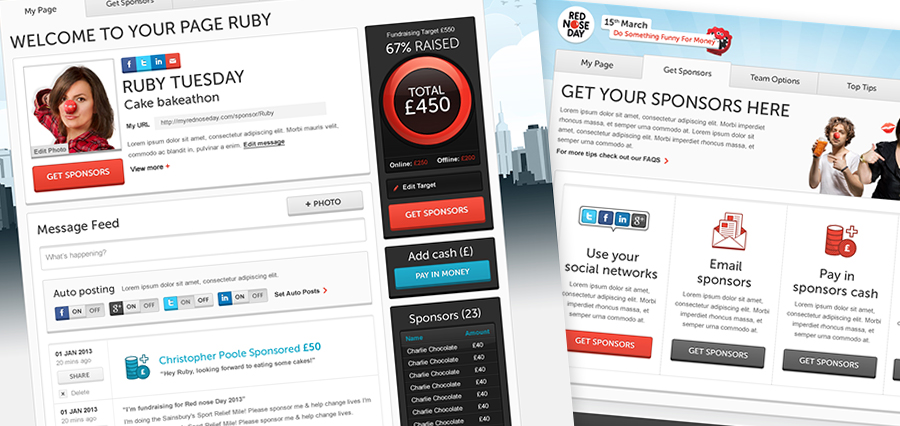 My Page
Get Sponsors
WELCOME TO YOUR PAGE RUBY
RUBY TUESDAY
Cake bakeathon
My URL http://myrednoseday.com/sponsor/Ruby
Lorem ipsum dolor sit amet, consectetur adipiscing elit. Morbi mauris velit,
commodo ac blandit in, pulvinar a enim. Edit message
View more +
Edit Photo
GET SPONSORS
Fundraising Target £550
67% RAISED
TOTAL
£450
Online: £250 Offline: £200
Edit Target
GET SPONSORS
Message Feed
+ PHOTO
What's happening?
Auto posting Lorem ipsum dolor sit amet, consectetur adipiscing elit.
f ON OFF g+ ON OFF t ON OFF in ON OFF Set Auto Posts >
Add cash (£)
PAY IN MONEY
Sponsors (23)
Name Amount
Charlie Chocolate £40
Charlie Chocolate £40
Charlie Chocolate £40
Charlie Chocolate £40
Charlie Chocolate £40
Charlie Chocolate £40
Charlie Chocolate £40
01 JAN 2013
20 mins ago
SHARE
x Delete
Christopher Poole Sponsored £50
"Hey Ruby, looking forward to eating some cakes!"
01 JAN 2013
20 mins ago
"I'm fundraising for Red nose Day 2013"
I'm doing the Sainsbury's Sport Relief Mile! Please sponsor me & help change lives I'm
Sport Relief Mile! Please sponsor me & help change lives.
RED NOSE DAY
15th March
Do Something Funny For Money
My Page
Get Sponsors
Team Options
Top Tips
GET YOUR SPONSORS HERE
Lorem ipsum dolor sit amet, consectetur adipiscing elit. Morbi imperdiet
rhoncus massa, et semper urna commodo at. Lorem ipsum dolor sit
amet, consectetur adipiscing elit. Morbi imperdiet rhoncus
massa, et semper urna commodo at.
For more tips check out our FAQS >
Use your
social networks
Lorem ipsum dolor sit amet,
consectetur adipiscing elit. Morbi
imperdiet rhoncus massa, et
semper urna commodo at.
GET SPONSORS
Email
sponsors
Lorem ipsum dolor sit amet,
consectetur adipiscing elit. Morbi
imperdiet rhoncus massa, et
semper urna commodo at.
GET SPONSORS
Pay in
sponsors cash
Lorem ipsum dolor sit amet,
consectetur adipiscing elit. Morbi
imperdiet rhoncus massa, et
semper urna commodo at.
GET SPONSORS